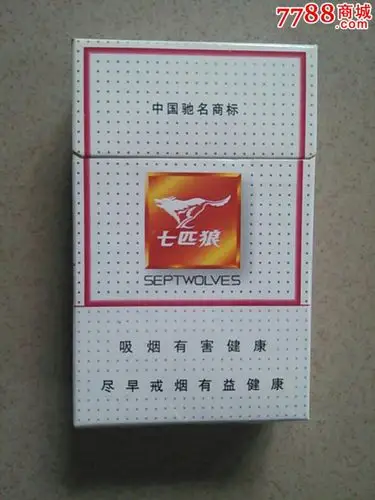 7788商城
中国驰名商标
七匹狼
SEPTWOLVES
吸烟有害健康
尽早戒烟有益健康